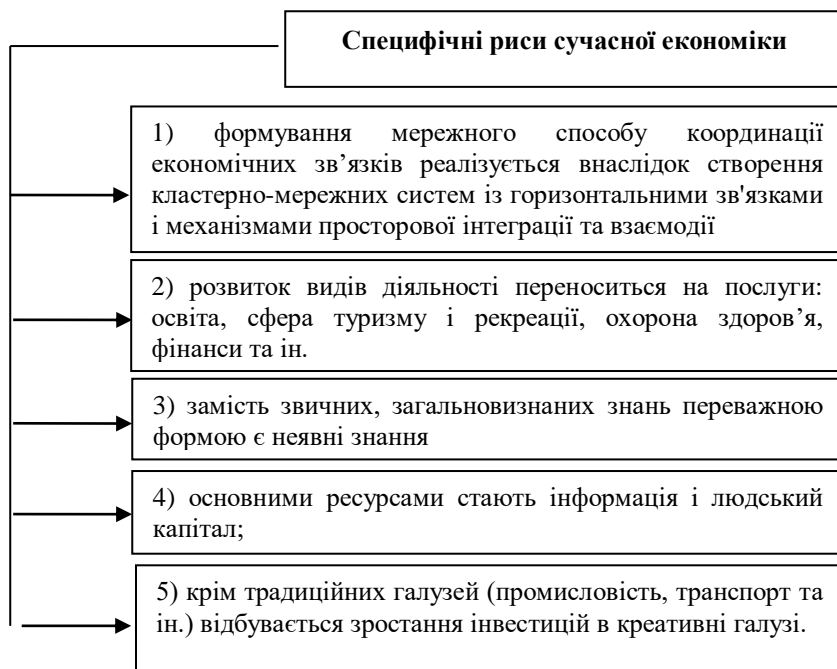 Специфічні риси сучасної економіки
1) формування мережного способу координації
економічних зв’язків реалізується внаслідок створення
кластерно-мережних систем із горизонтальними зв'язками
і механізмами просторової інтеграції та взаємодії
2) розвиток видів діяльності переноситься на послуги:
освіта, сфера туризму і рекреації, охорона здоров’я,
фінанси та ін.
3) замість звичних, загальновизнаних знань переважною
формою є неявні знання
4) основними ресурсами стають інформація і людський
капітал;
5) крім традиційних галузей (промисловість, транспорт та
ін.) відбувається зростання інвестицій в креативні галузі.